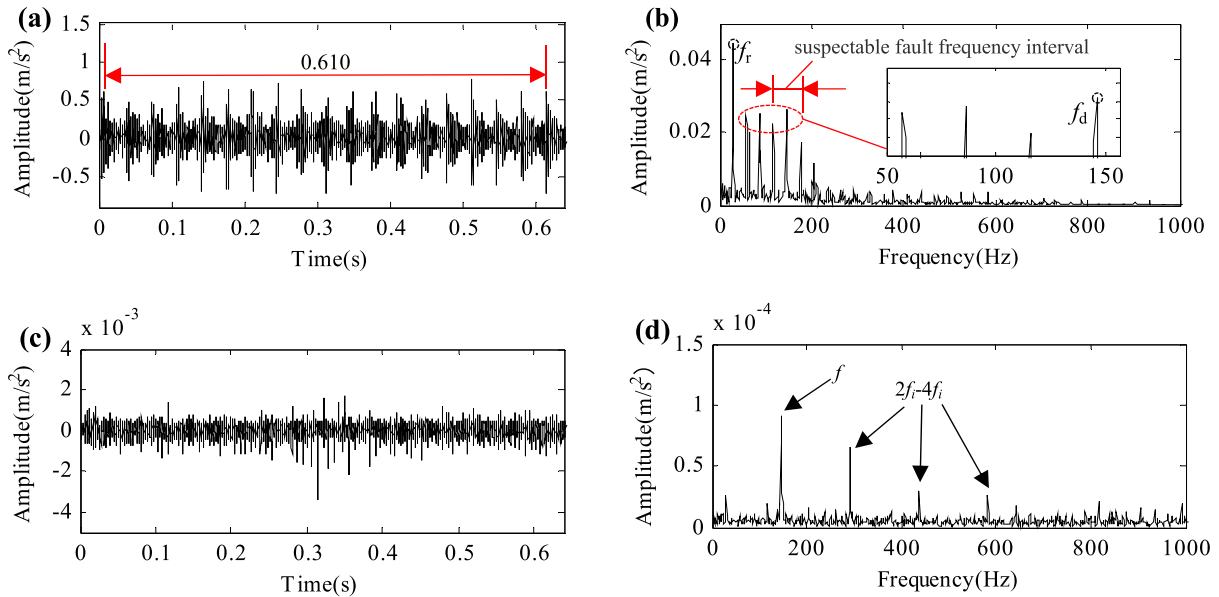 (a)
1.5
1
0.5
0
-0.5
Amplitude(m/s²)
0.610
0 0.1 0.2 0.3 0.4 0.5 0.6
Time(s)
(b)
0.04
0.02
0
Amplitude(m/s²)
fr
suspectable fault frequency interval
fd
50 100 150
0 200 400 600 800 1000
Frequency(Hz)
(c)
x 10⁻³
4
2
0
-2
-4
Amplitude(m/s²)
0 0.1 0.2 0.3 0.4 0.5 0.6
Time(s)
(d)
x 10⁻⁴
1.5
1
0.5
0
Amplitude(m/s²)
f
2fi-4fi
0 200 400 600 800 1000
Frequency(Hz)